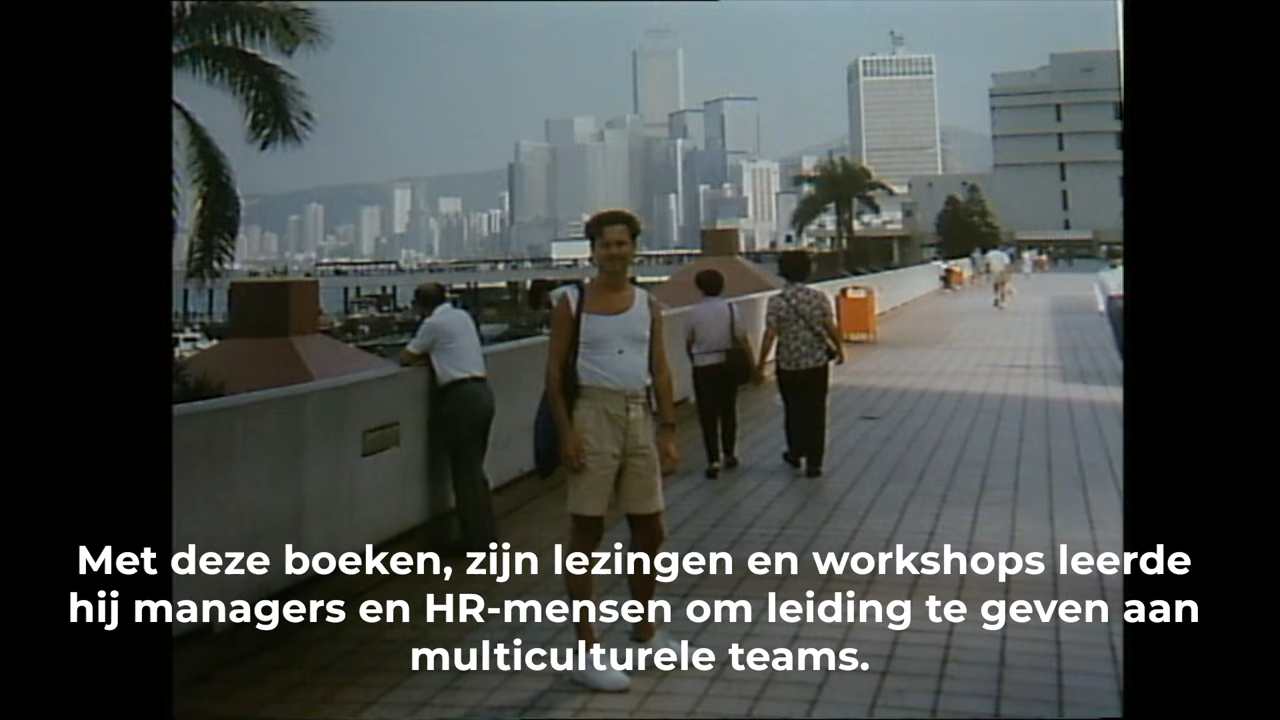 Met deze boeken, zijn lezingen en workshops leerde
hij managers en HR-mensen om leiding te geven aan
multiculturele teams.